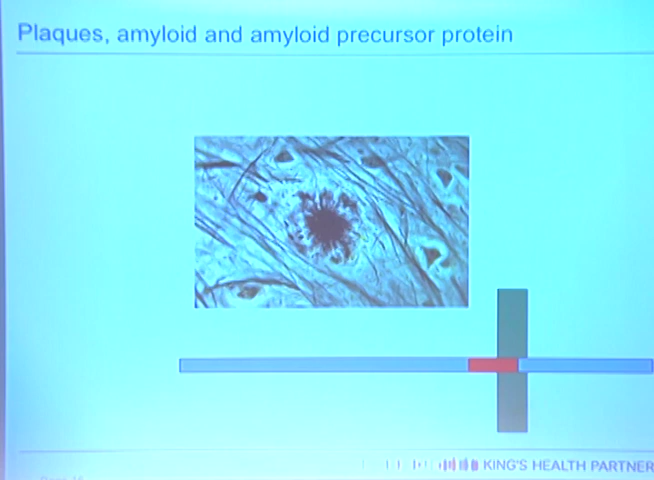 Plaques, amyloid and amyloid precursor protein
KING'S HEALTH PARTNER